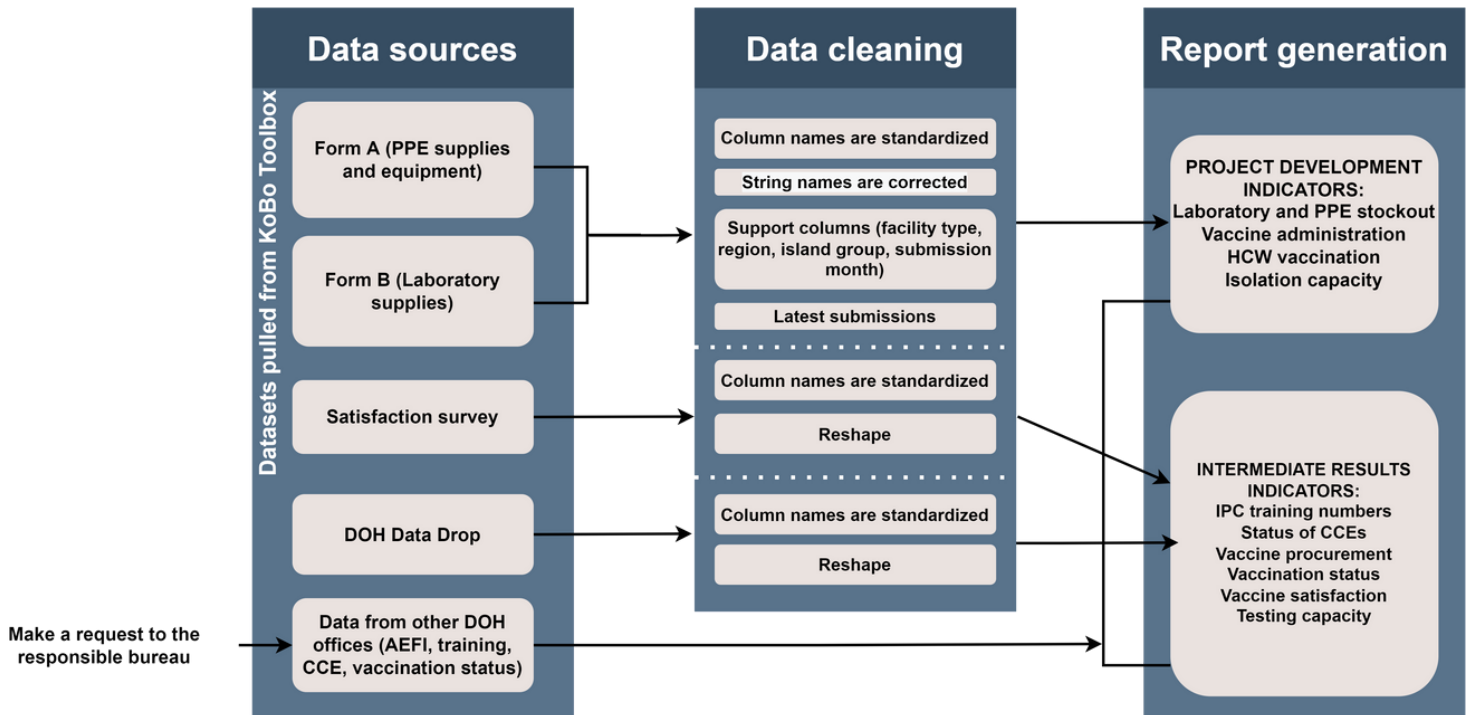 Data sources
Datasets pulled from KoBo Toolbox
Form A (PPE supplies
and equipment)
Form B (Laboratory
supplies)
Satisfaction survey
DOH Data Drop
Make a request to the
responsible bureau
Data from other DOH
offices (AEFI, training,
CCE, vaccination status)
Data cleaning
Column names are standardized
String names are corrected
Support columns (facility type,
region, island group, submission
month)
Latest submissions
Column names are standardized
Reshape
Column names are standardized
Reshape
Report generation
PROJECT DEVELOPMENT
INDICATORS:
Laboratory and PPE stockout
Vaccine administration
HCW vaccination
Isolation capacity
INTERMEDIATE RESULTS
INDICATORS:
IPC training numbers
Status of CCEs
Vaccine procurement
Vaccination status
Vaccine satisfaction
Testing capacity